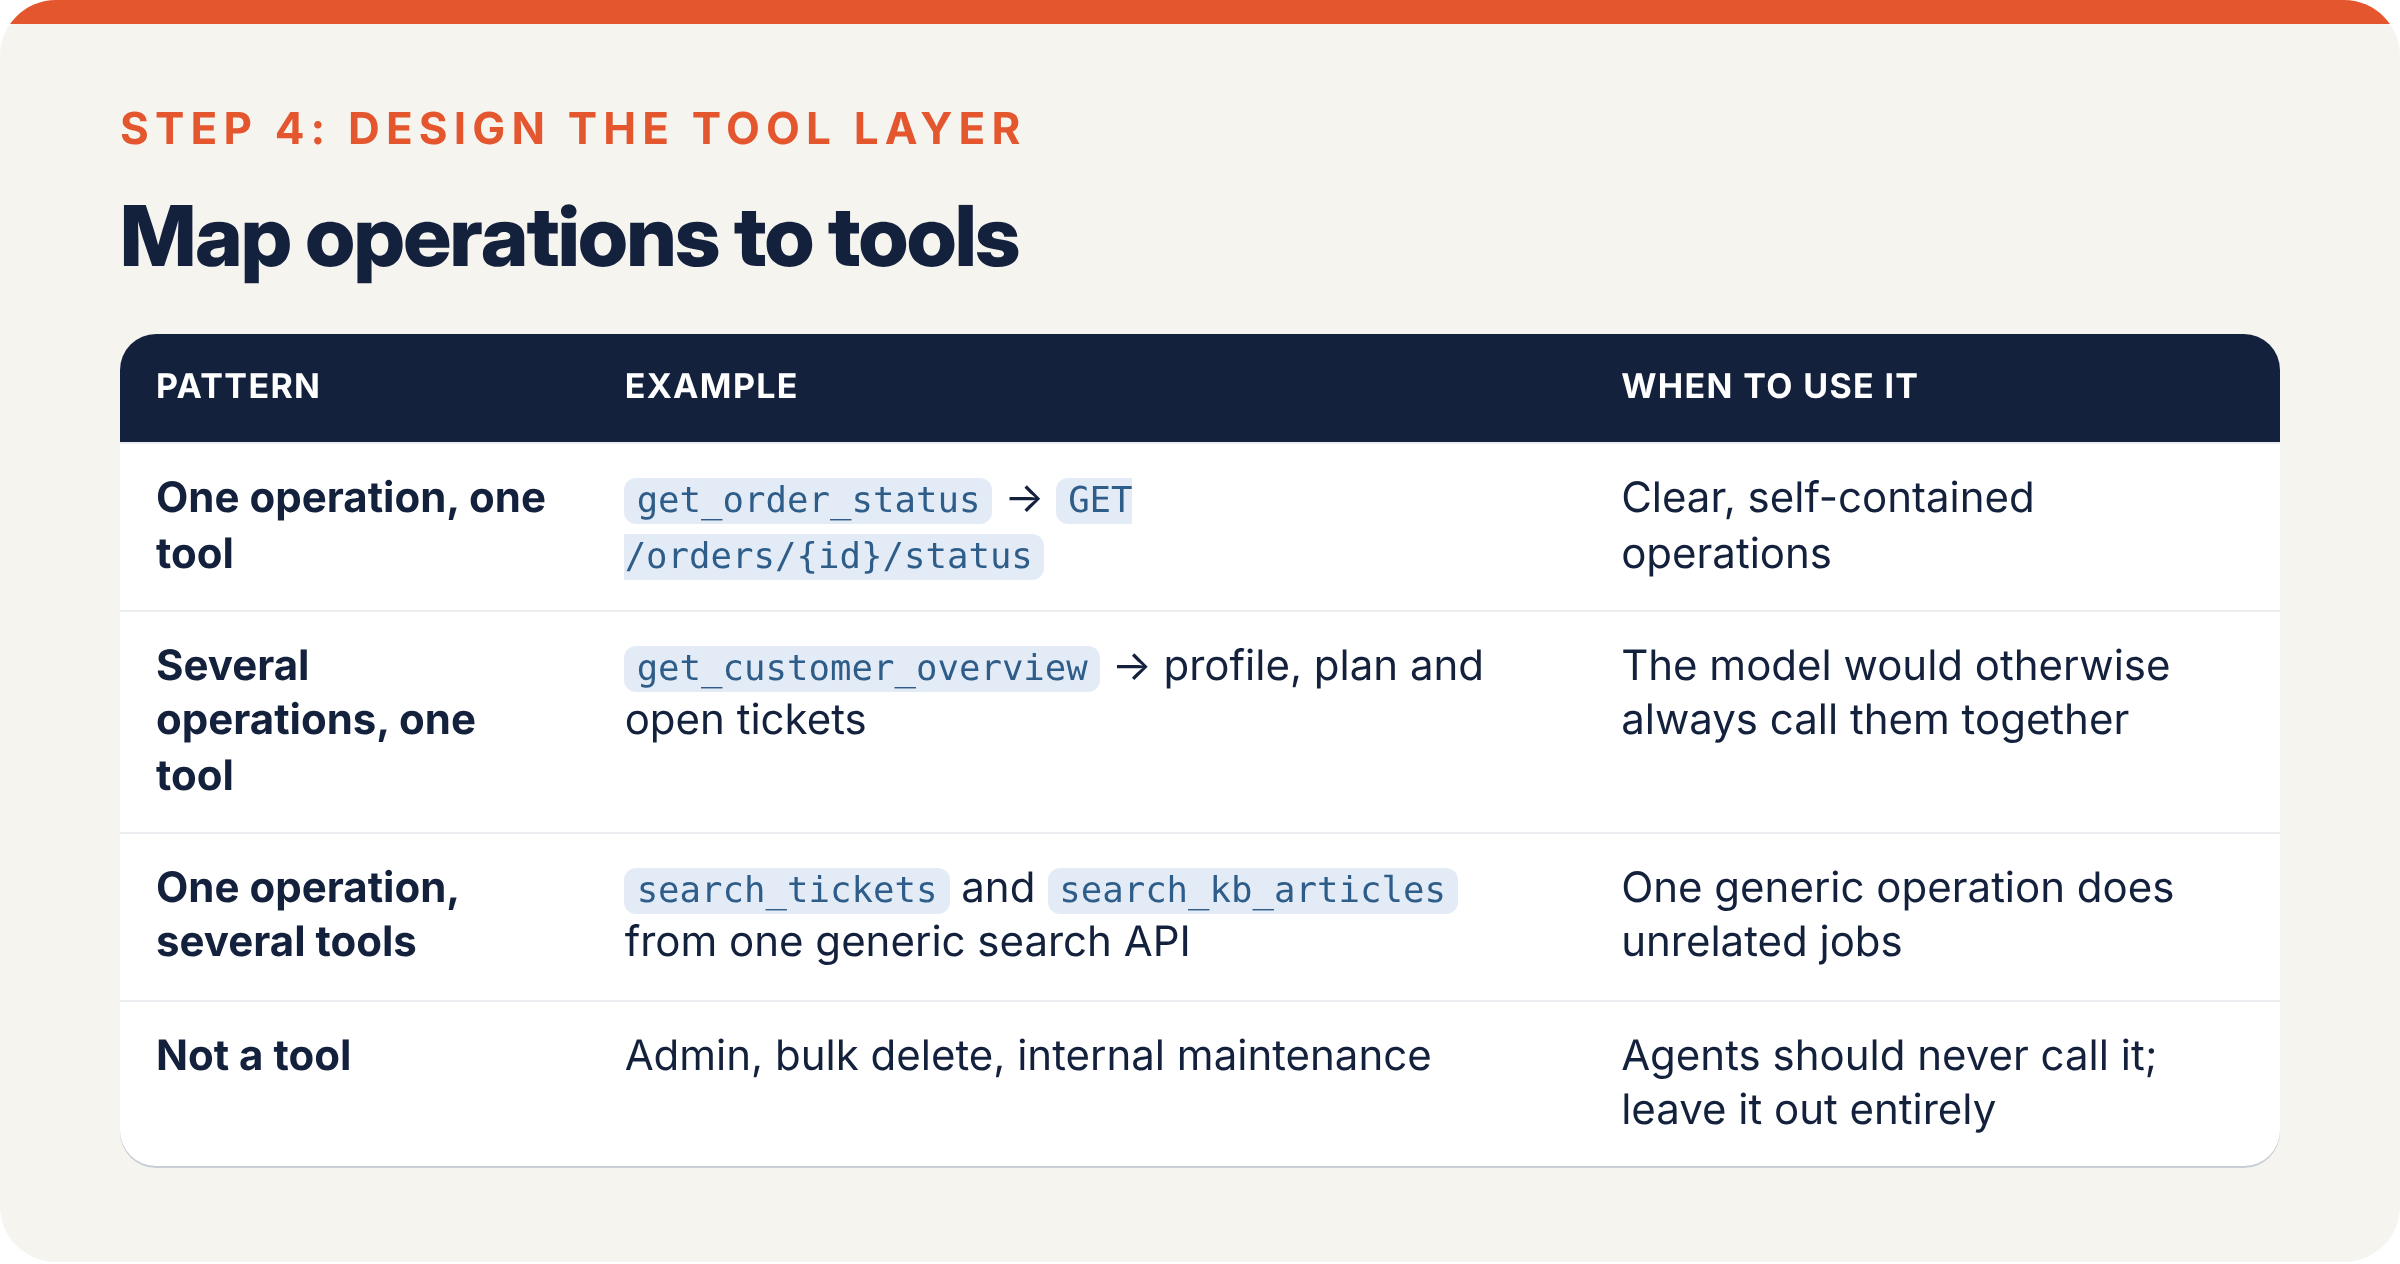 STEP 4: DESIGN THE TOOL LAYER
Map operations to tools
PATTERN EXAMPLE WHEN TO USE IT
One operation, one tool
get_order_status → GET
/orders/{id}/status
Clear, self-contained
operations
Several
operations, one
tool
get_customer_overview → profile, plan and
open tickets
The model would otherwise
always call them together
One operation,
several tools
search_tickets and search_kb_articles
from one generic search API
One generic operation does
unrelated jobs
Not a tool
Admin, bulk delete, internal maintenance
Agents should never call it;
leave it out entirely